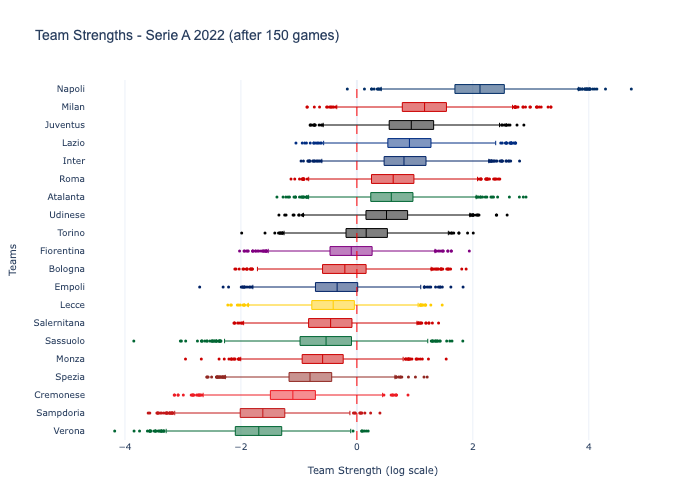 Team Strengths - Serie A 2022 (after 150 games)
Napoli
Milan
Juventus
Lazio
Inter
Roma
Atalanta
Udinese
Torino
Fiorentina
Bologna
Empoli
Lecce
Salernitana
Sassuolo
Monza
Spezia
Cremonese
Sampdoria
Verona
Teams
−4 −2 0 2 4
Team Strength (log scale)